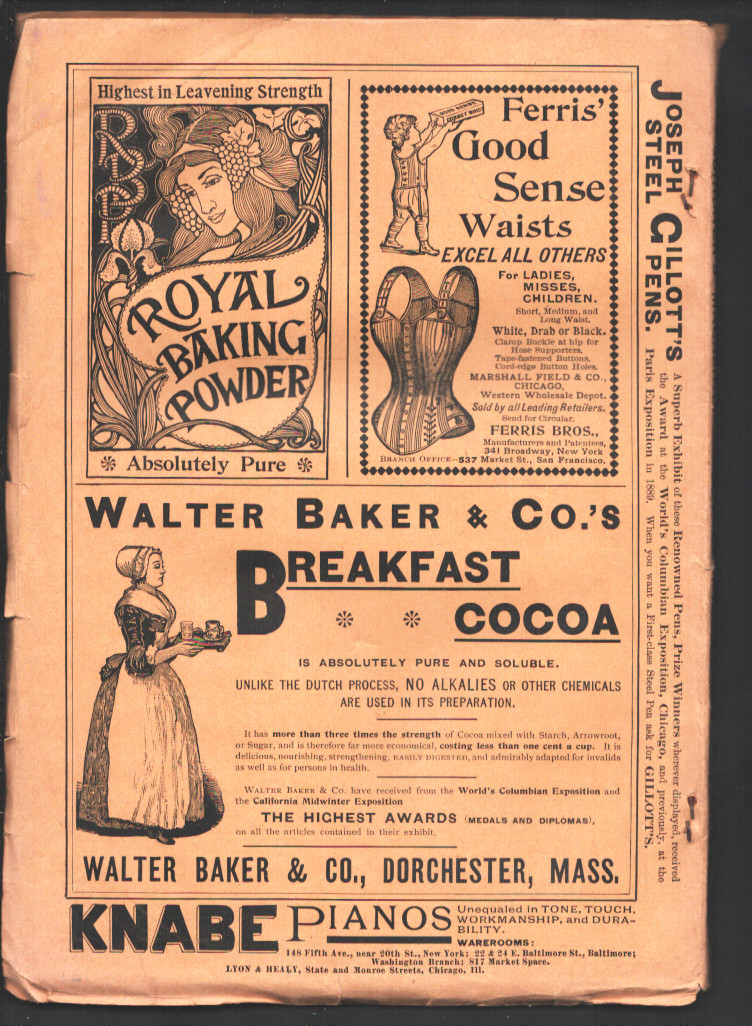 Highest in Leavening Strength
ROYAL
BAKING
POWDER
Absolutely Pure
Ferris'
Good
Sense
Waists
EXCEL ALL OTHERS
For LADIES,
MISSES,
CHILDREN.
Short, Medium, and
Long Waist.
White, Drab or Black.
Clamp Buckle at hip for
Hose Supporters.
Tape-fastened Buttons.
Cord-edge Button Holes.
MARSHALL FIELD & CO.,
CHICAGO,
Western Wholesale Depot.
Sold by all Leading Retailers.
Send for Circular.
FERRIS BROS.,
Manufacturers and Patentees,
341 Broadway, New York
BRANCH OFFICE—537 Market St., San Francisco.
WALTER BAKER & CO.'S
BREAKFAST
COCOA
IS ABSOLUTELY PURE AND SOLUBLE.
UNLIKE THE DUTCH PROCESS, NO ALKALIES OR OTHER CHEMICALS
ARE USED IN ITS PREPARATION.
It has more than three times the strength of Cocoa mixed with Starch, Arrowroot,
or Sugar, and is therefore far more economical, costing less than one cent a cup. It is
delicious, nourishing, strengthening, EASILY DIGESTED, and admirably adapted for invalids
as well as for persons in health.
WALTER BAKER & CO. have received from the World's Columbian Exposition and
the California Midwinter Exposition
THE HIGHEST AWARDS (MEDALS AND DIPLOMAS),
on all the articles contained in their exhibit.
WALTER BAKER & CO., DORCHESTER, MASS.
JOSEPH GILLOTT'S
STEEL PENS.
A Superb Exhibit of these Renowned Pens, Prize Winners wherever displayed, received
the Award at the World's Columbian Exposition, Chicago, and previously, at the
Paris Exposition in 1889. When you want a First-class Steel Pen ask for GILLOTT'S.
KNABE PIANOS
Unequaled in TONE, TOUCH,
WORKMANSHIP, and DURA-
BILITY.
WAREROOMS:
148 Fifth Ave., near 20th St., New York; 22 & 24 E. Baltimore St., Baltimore;
Washington Branch: 817 Market Space.
LYON & HEALY, State and Monroe Streets, Chicago, Ill.